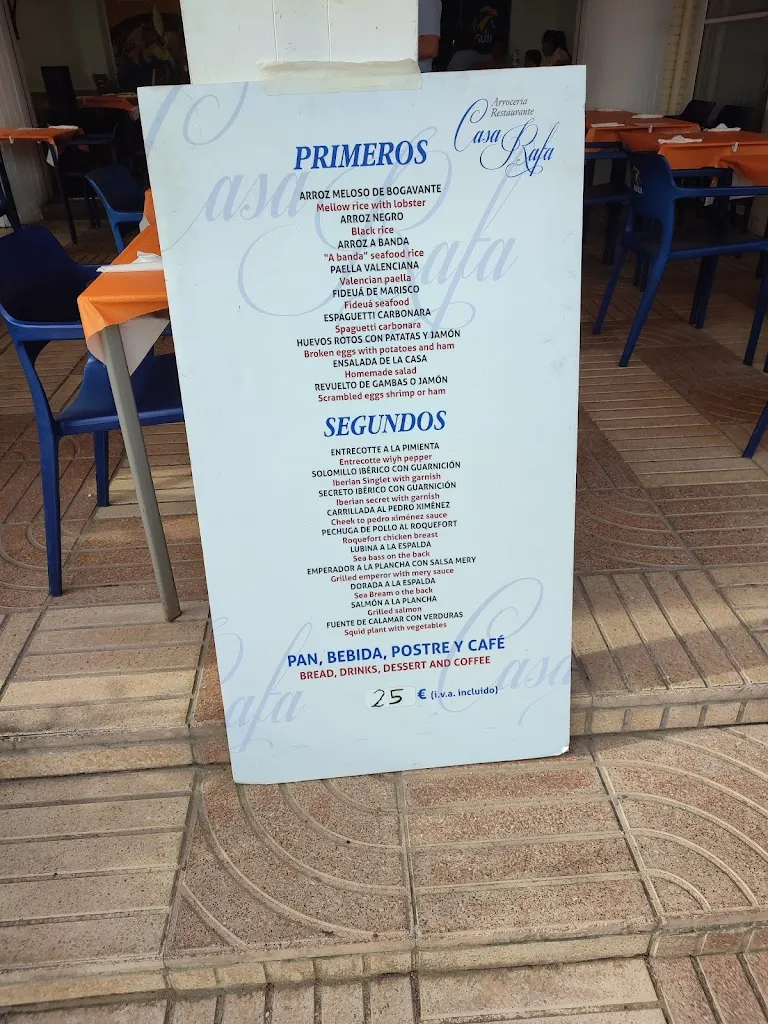 Arrocería
Restaurante
Casa Rafa
PRIMEROS
ARROZ MELOSO DE BOGAVANTE
Mellow rice with lobster
ARROZ NEGRO
Black rice
ARROZ A BANDA
"A banda" seafood rice
PAELLA VALENCIANA
Valencian paella
FIDEUÁ DE MARISCO
Fideuá seafood
ESPAGUETTI CARBONARA
Spaguetti carbonara
HUEVOS ROTOS CON PATATAS Y JAMÓN
Broken eggs with potatoes and ham
ENSALADA DE LA CASA
Homemade salad
REVUELTO DE GAMBAS O JAMÓN
Scrambled eggs shrimp or ham
SEGUNDOS
ENTRECOTTE A LA PIMIENTA
Entrecotte wiyh pepper
SOLOMILLO IBÉRICO CON GUARNICIÓN
Iberian Singlet with garnish
SECRETO IBÉRICO CON GUARNICIÓN
Iberian secret with garnish
CARRILLADA AL PEDRO XIMÉNEZ
Cheek to pedro ximénez sauce
PECHUGA DE POLLO AL ROQUEFORT
Roquefort chicken breast
LUBINA A LA ESPALDA
Sea bass on the back
EMPERADOR A LA PLANCHA CON SALSA MERY
Grilled emperor with mery sauce
DORADA A LA ESPALDA
Sea Bream o the back
SALMÓN A LA PLANCHA
Grilled salmon
FUENTE DE CALAMAR CON VERDURAS
Squid plant with vegetables
PAN, BEBIDA, POSTRE Y CAFÉ
BREAD, DRINKS, DESSERT AND COFFEE
25 € (i.v.a. incluido)